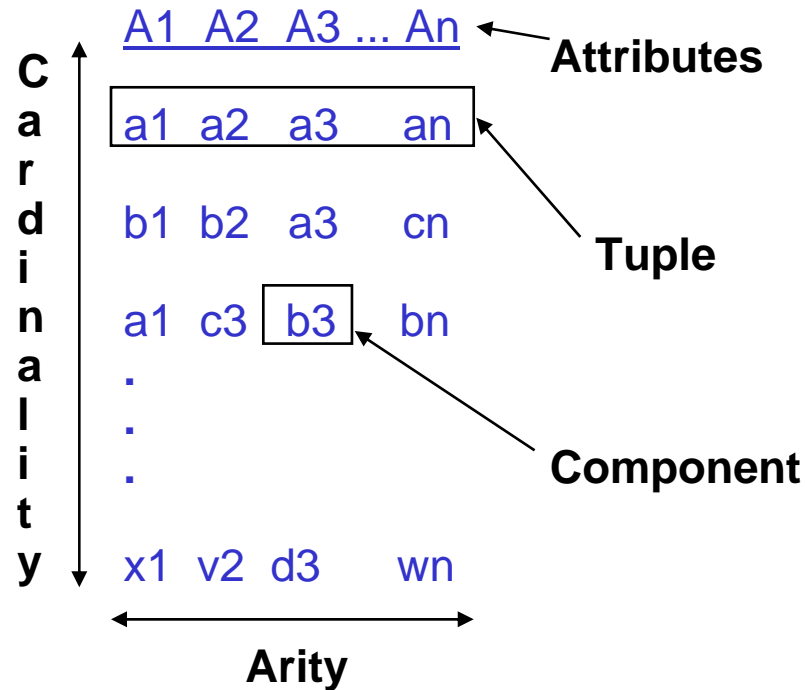 A1 A2 A3 ... An
Attributes
Cardinality
a1 a2 a3 an
b1 b2 a3 cn
Tuple
a1 c3 b3 bn
.
.
Component
.
x1 v2 d3 wn
Arity